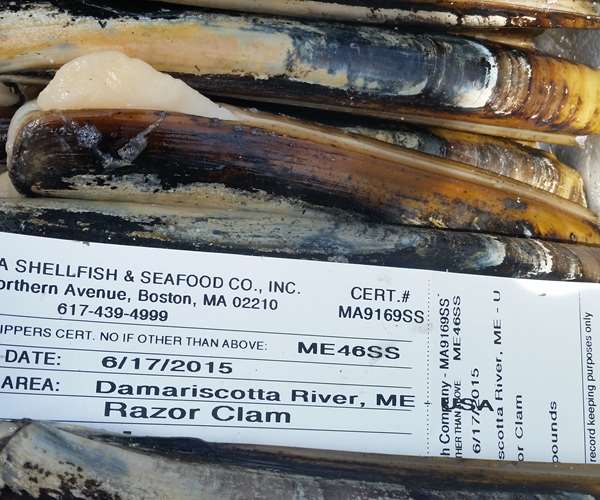 A SHELLFISH & SEAFOOD CO., INC.
orthern Avenue, Boston, MA 02210
617-439-4999
CERT.#
MA9169SS
IPPERS CERT. NO IF OTHER THAN ABOVE: ME46SS
DATE: 6/17/2015
AREA: Damariscotta River, ME - USA
Razor Clam
h Company - MA9169SS
THER THAN ABOVE ME46SS
6/17/2015
scotta River, ME - U
or Clam
pounds
record keeping purposes only